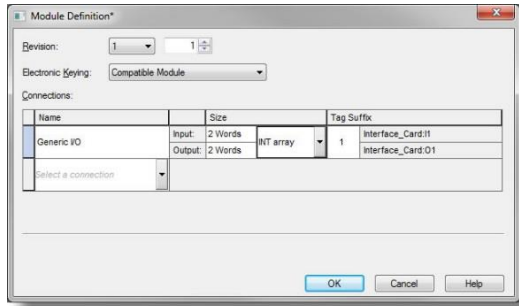 Module Definition*
Revision: 1 1
Electronic Keying: Compatible Module
Connections:
Name Size Tag Suffix
Generic I/O Input: 2 Words INT array 1 Interface_Card:I1
Output: 2 Words Interface_Card:O1
Select a connection
OK Cancel Help